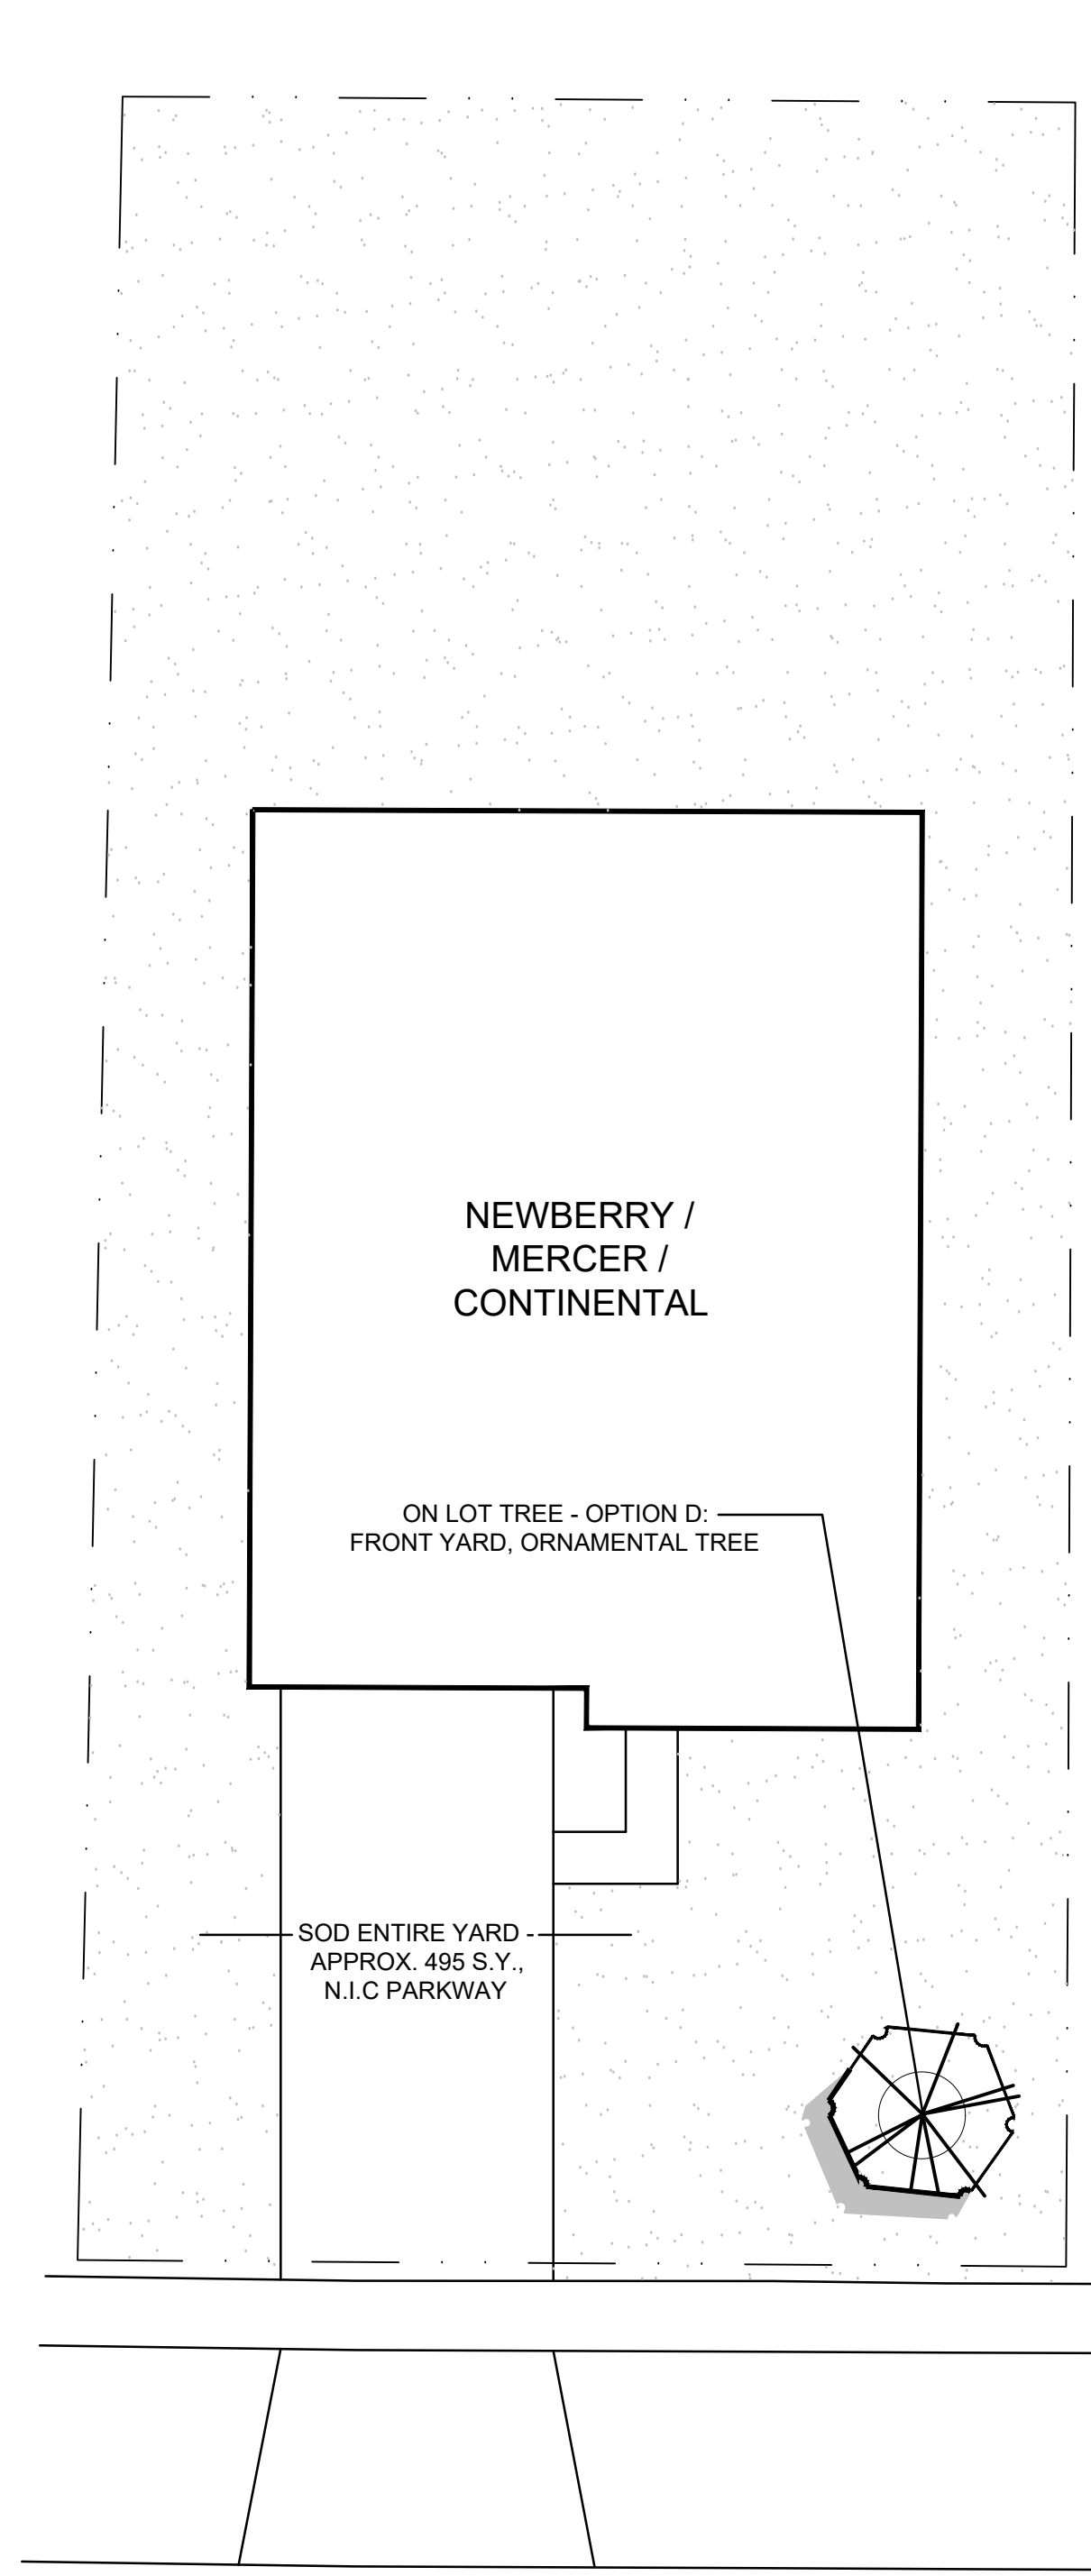 NEWBERRY /
MERCER /
CONTINENTAL
ON LOT TREE - OPTION D:
FRONT YARD, ORNAMENTAL TREE
SOD ENTIRE YARD -
APPROX. 495 S.Y.,
N.I.C PARKWAY